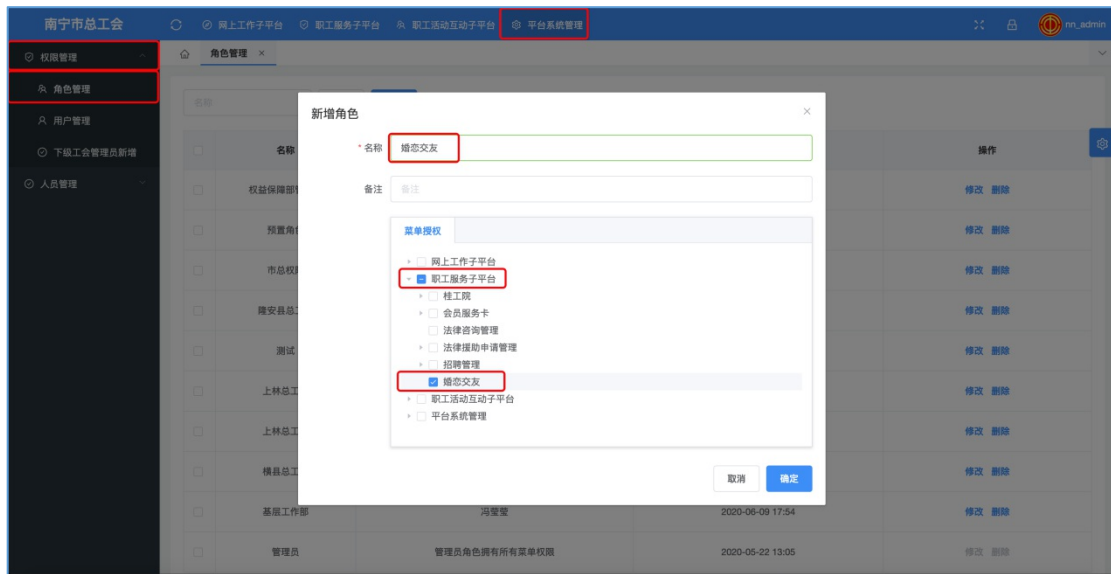 南宁市总工会 网上工作子平台 职工服务子平台 职工活动互动子平台 平台系统管理 nn_admin
权限管理 角色管理 ×
角色管理
用户管理
下级工会管理员新增
人员管理
名称
名称 操作
权益保障部 修改 删除
预置角 修改 删除
市总权 修改 删除
隆安县总 修改 删除
测试 修改 删除
上林总工 修改 删除
上林总工 修改 删除
横县总工 修改 删除
基层工作部 冯莹莹 2020-06-09 17:54 修改 删除
管理员 管理员角色拥有所有菜单权限 2020-05-22 13:05 修改 删除
新增角色 ×
* 名称 婚恋交友
备注 备注
菜单授权
网上工作子平台
职工服务子平台
桂工院
会员服务卡
法律咨询管理
法律援助申请管理
招聘管理
婚恋交友
职工活动互动子平台
平台系统管理
取消 确定